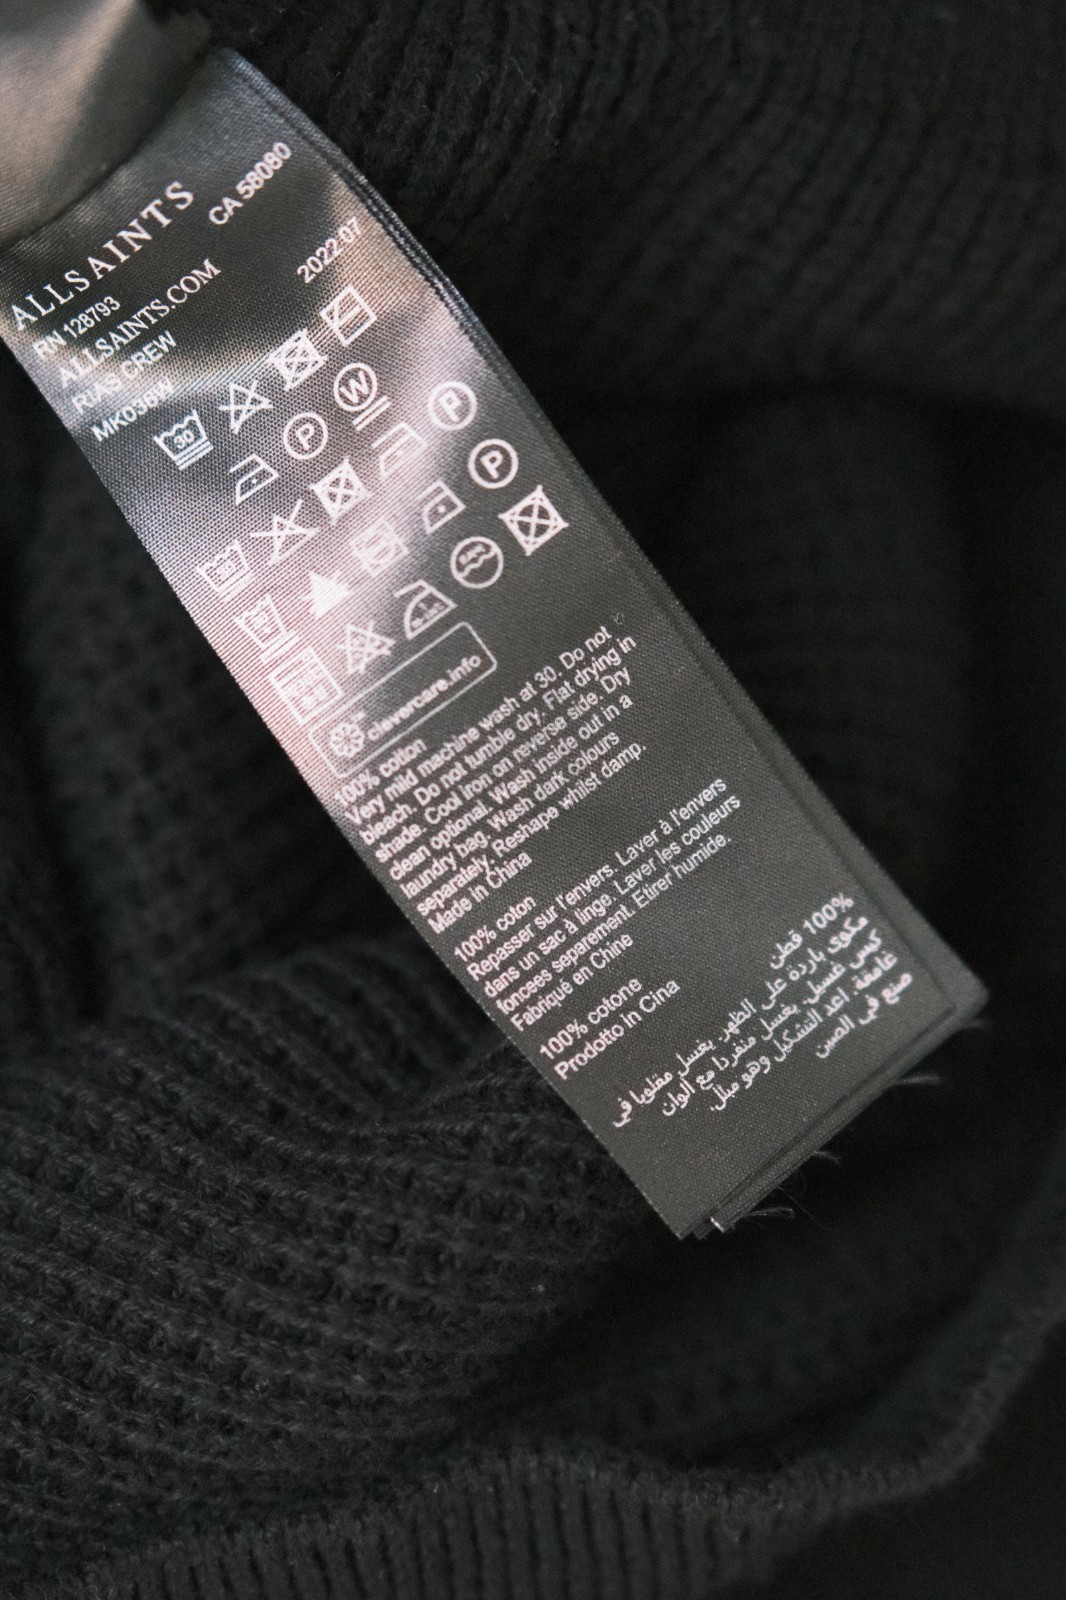 ALLSAINTS
CA 58080
RN 128793
ALLSAINTS.COM
2022.07
RIAS CREW
MK036W
30
P
W
P
P
clevercare.info
100% cotton
Very mild machine wash at 30. Do not
bleach. Do not tumble dry. Flat drying in
shade. Cool iron on reverse side. Dry
clean optional. Wash inside out in a
laundry bag. Wash dark colours
separately. Reshape whilst damp.
Made in China
100% coton
Repasser sur l'envers. Laver à l'envers
dans un sac à linge. Laver les couleurs
foncées separement. Etirer humide.
Fabriqué en Chine
100% cotone
Prodotto in Cina
100% قطن
مكوى باردة على الظهر. يغسل مقلوبا في
كيس غسيل. يغسل منفردا مع ألوان
غامقة. اعد التشكيل وهو مبلل.
صنع في الصين